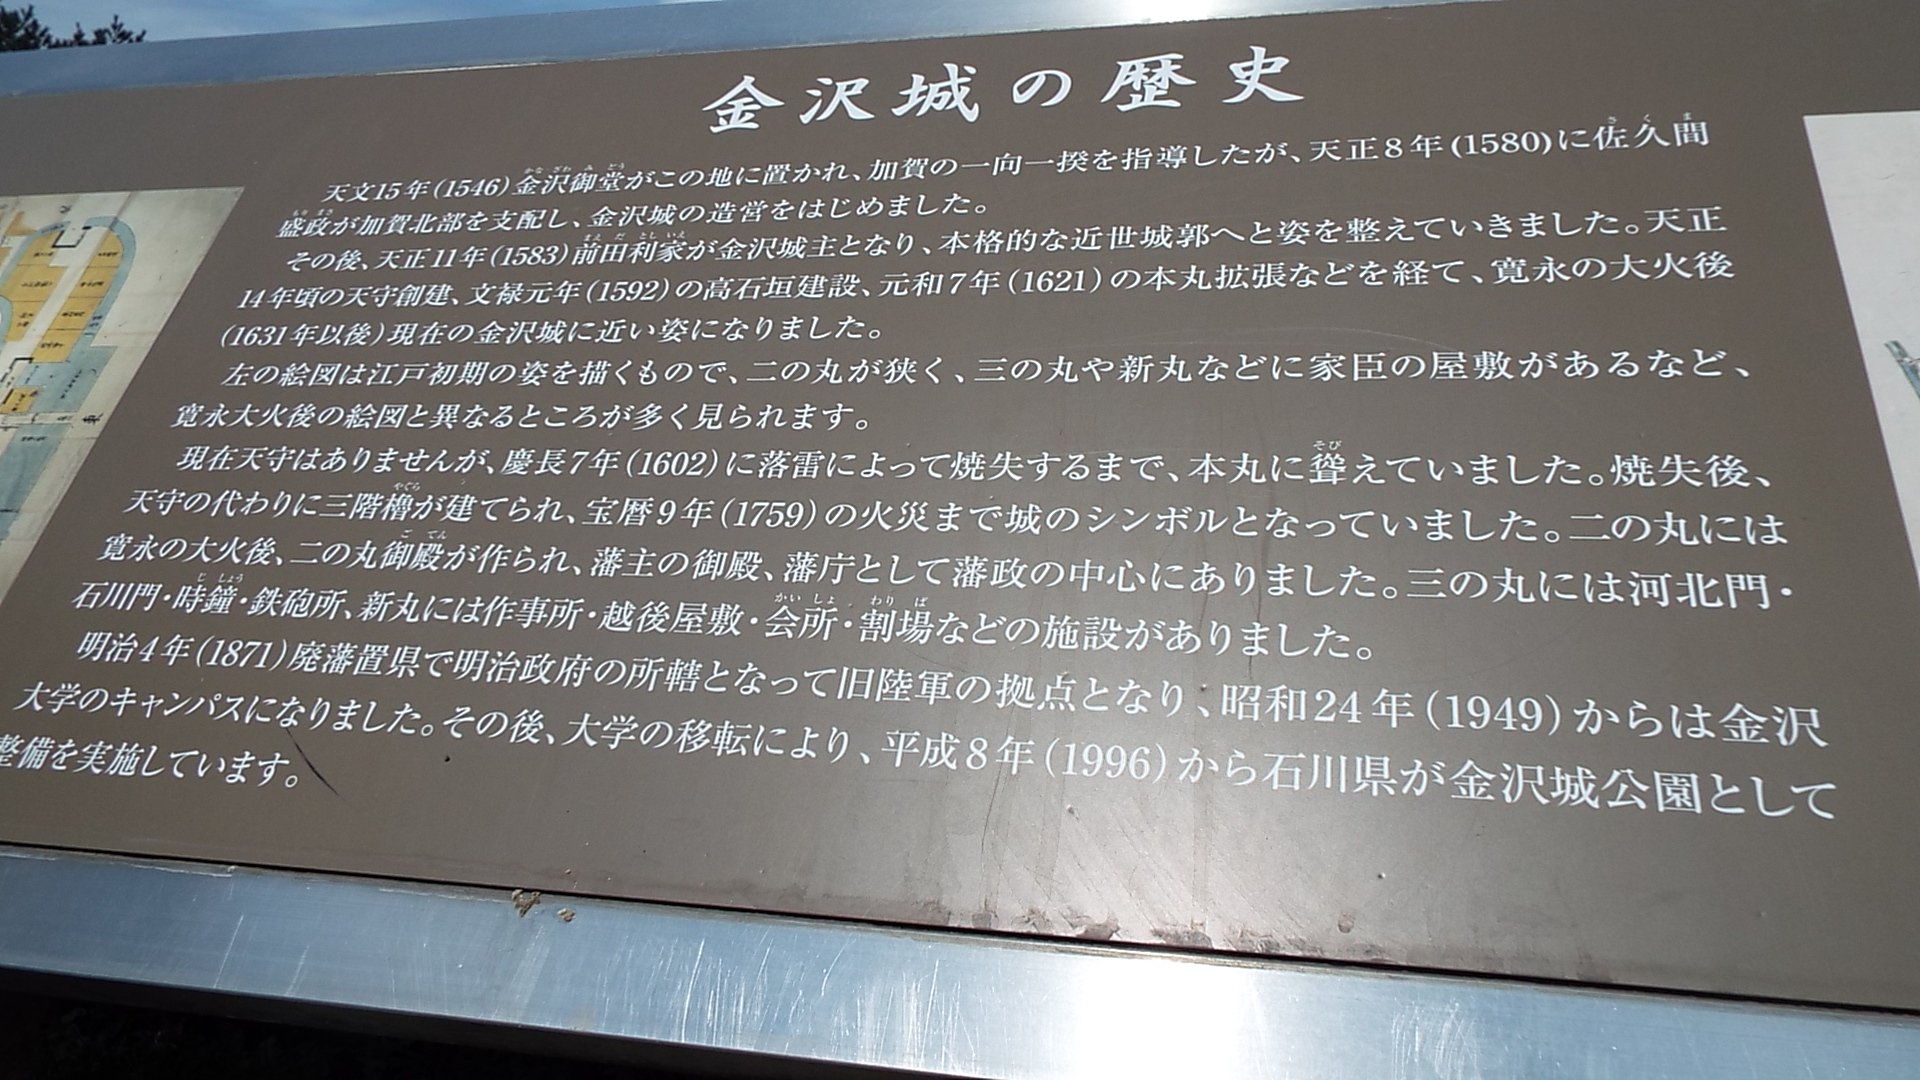 金沢城の歴史
天文15年(1546)金沢御堂がこの地に置かれ、加賀の一向一揆を指導したが、天正8年(1580)に佐久間
盛政が加賀北部を支配し、金沢城の造営をはじめました。
その後、天正11年(1583)前田利家が金沢城主となり、本格的な近世城郭へと姿を整えていきました。天正
14年頃の天守創建、文禄元年(1592)の高石垣建設、元和7年(1621)の本丸拡張などを経て、寛永の大火後
(1631年以後)現在の金沢城に近い姿になりました。
左の絵図は江戸初期の姿を描くもので、二の丸が狭く、三の丸や新丸などに家臣の屋敷があるなど、
寛永大火後の絵図と異なるところが多く見られます。
現在天守はありませんが、慶長7年(1602)に落雷によって焼失するまで、本丸に聳えていました。焼失後、
天守の代わりに三階櫓が建てられ、宝暦9年(1759)の火災まで城のシンボルとなっていました。二の丸には
寛永の大火後、二の丸御殿が作られ、藩主の御殿、藩庁として藩政の中心にありました。三の丸には河北門・
石川門・時鐘・鉄砲所、新丸には作事所・越後屋敷・会所・割場などの施設がありました。
明治4年(1871)廃藩置県で明治政府の所轄となって旧陸軍の拠点となり、昭和24年(1949)からは金沢
大学のキャンパスになりました。その後、大学の移転により、平成8年(1996)から石川県が金沢城公園として
整備を実施しています。